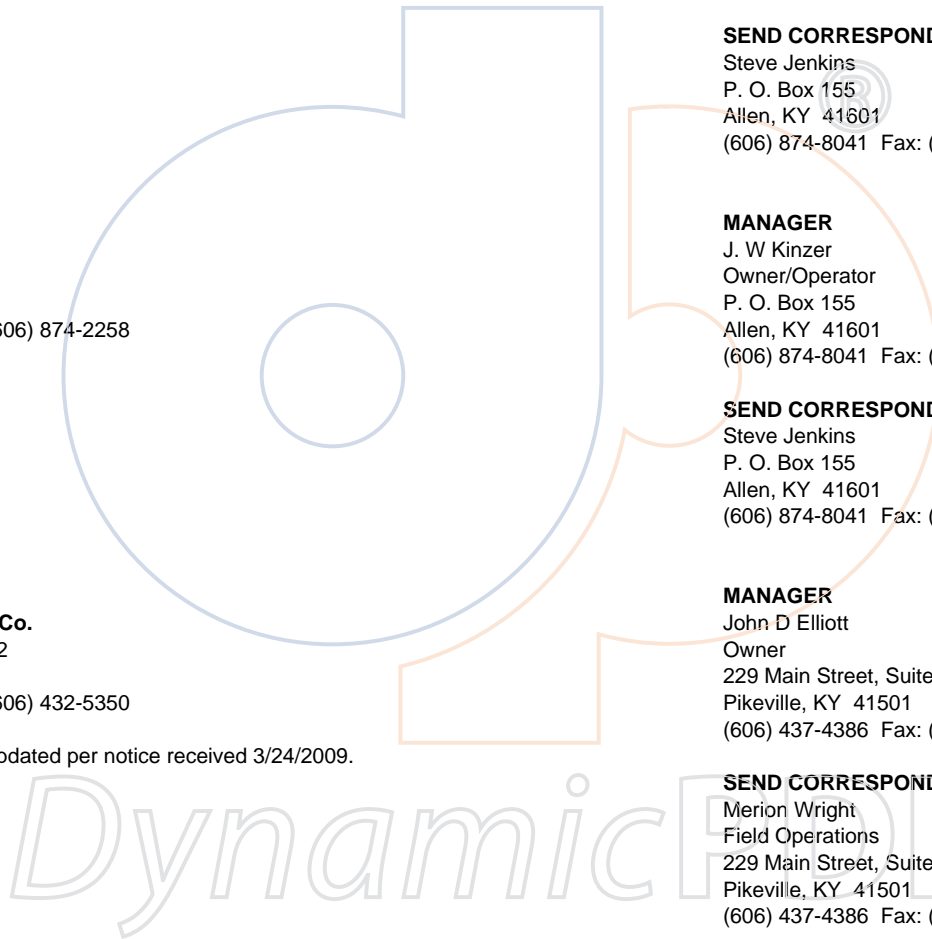 606) 874-2258
Co.
2
606) 432-5350
pdated per notice received 3/24/2009.
SEND CORRESPOND
Steve Jenkins
P. O. Box 155
Allen, KY 41601
(606) 874-8041 Fax: (
MANAGER
J. W Kinzer
Owner/Operator
P. O. Box 155
Allen, KY 41601
(606) 874-8041 Fax: (
SEND CORRESPOND
Steve Jenkins
P. O. Box 155
Allen, KY 41601
(606) 874-8041 Fax: (
MANAGER
John D Elliott
Owner
229 Main Street, Suite
Pikeville, KY 41501
(606) 437-4386 Fax: (
SEND CORRESPOND
Merion Wright
Field Operations
229 Main Street, Suite
Pikeville, KY 41501
(606) 437-4386 Fax: (
®
DynamicPD